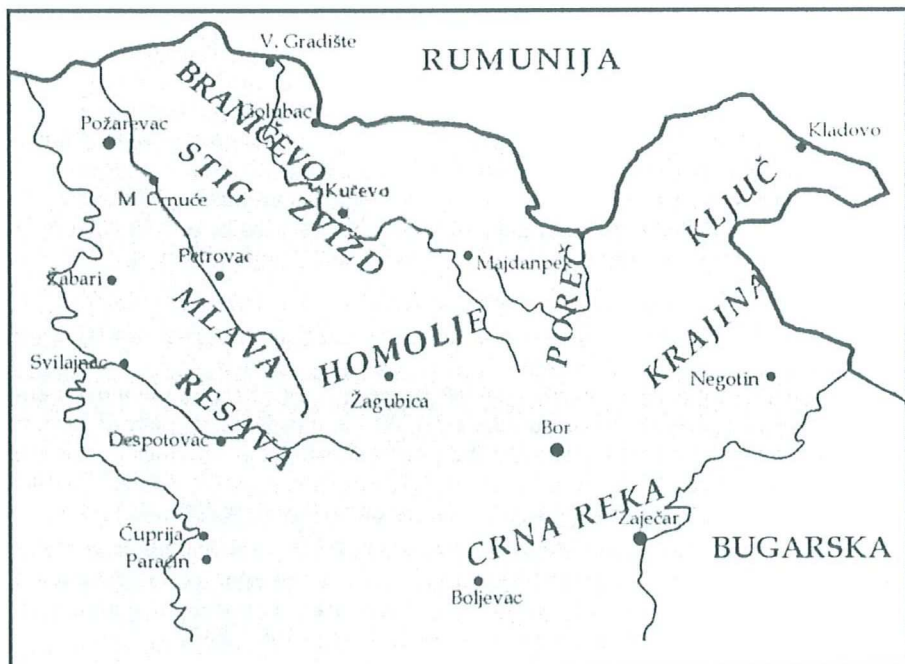 V. Gradište
RUMUNIJA
BRANIČEVO
Golubac
Požarevac
Kladovo
STIG
Kučevo
M. Crnuće
ZVIŽD
KLJUČ
Petrovac
Majdanpek
Žabari
POREČ
MLAVA
HOMOLJE
KRAJINA
Svilajnac
RESAVA
Žagubica
Negotin
Despotovac
Bor
CRNA REKA
Zaječar
Ćuprija
Paraćin
BUGARSKA
Boljevac